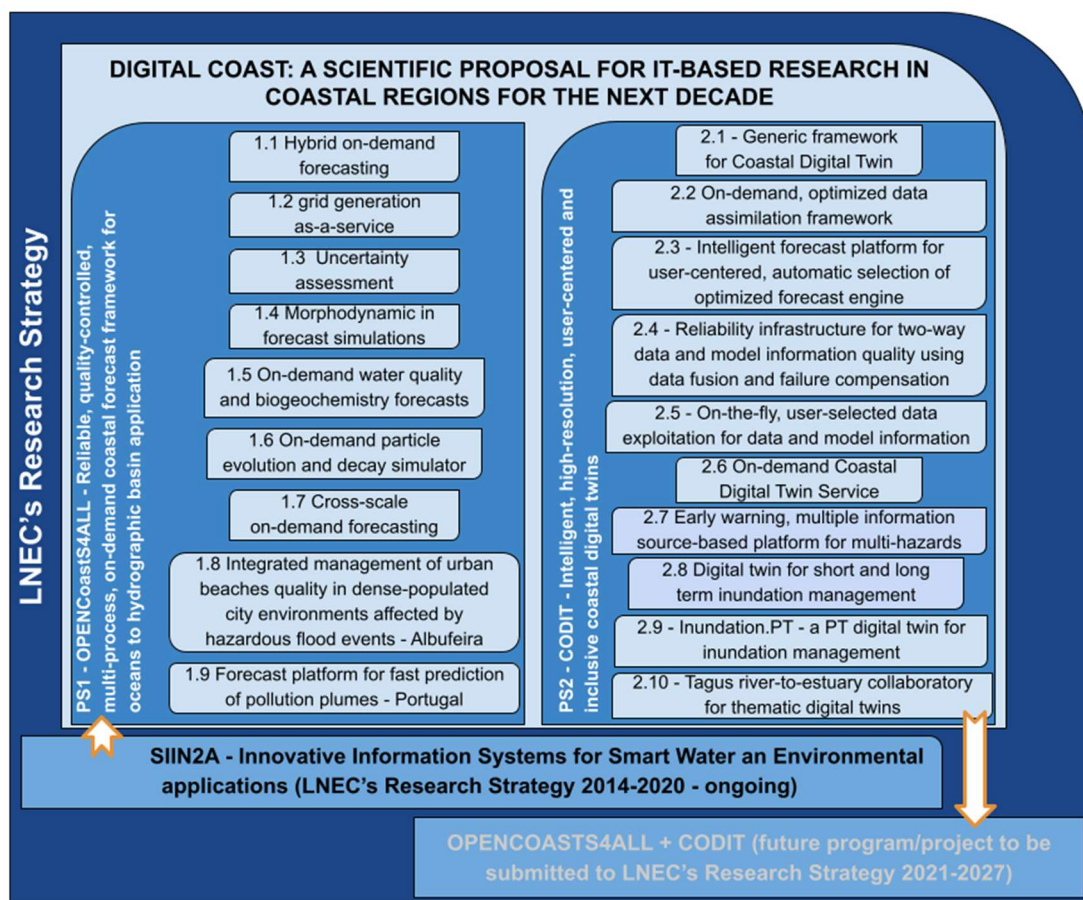 LNEC's Research Strategy
DIGITAL COAST: A SCIENTIFIC PROPOSAL FOR IT-BASED RESEARCH IN
COASTAL REGIONS FOR THE NEXT DECADE
PS1 - OPENCoastS4ALL - Reliable, quality-controlled,
multi-process, on-demand coastal forecast framework for
oceans to hydrographic basin application
1.1 Hybrid on-demand
forecasting
1.2 grid generation
as-a-service
1.3 Uncertainty
assessment
1.4 Morphodynamic in
forecast simulations
1.5 On-demand water quality
and biogeochemistry forecasts
1.6 On-demand particle
evolution and decay simulator
1.7 Cross-scale
on-demand forecasting
1.8 Integrated management of urban
beaches quality in dense-populated
city environments affected by
hazardous flood events - Albufeira
1.9 Forecast platform for fast prediction
of pollution plumes - Portugal
PS2 - CODIT - Intelligent, high-resolution, user-centered and
inclusive coastal digital twins
2.1 - Generic framework
for Coastal Digital Twin
2.2 On-demand, optimized data
assimilation framework
2.3 - Intelligent forecast platform for
user-centered, automatic selection of
optimized forecast engine
2.4 - Reliability infrastructure for two-way
data and model information quality using
data fusion and failure compensation
2.5 - On-the-fly, user-selected data
exploitation for data and model information
2.6 On-demand Coastal
Digital Twin Service
2.7 Early warning, multiple information
source-based platform for multi-hazards
2.8 Digital twin for short and long
term inundation management
2.9 - Inundation.PT - a PT digital twin for
inundation management
2.10 - Tagus river-to-estuary collaboratory
for thematic digital twins
SIIN2A - Innovative Information Systems for Smart Water an Environmental
applications (LNEC's Research Strategy 2014-2020 - ongoing)
OPENCOASTS4ALL + CODIT (future program/project to be
submitted to LNEC's Research Strategy 2021-2027)